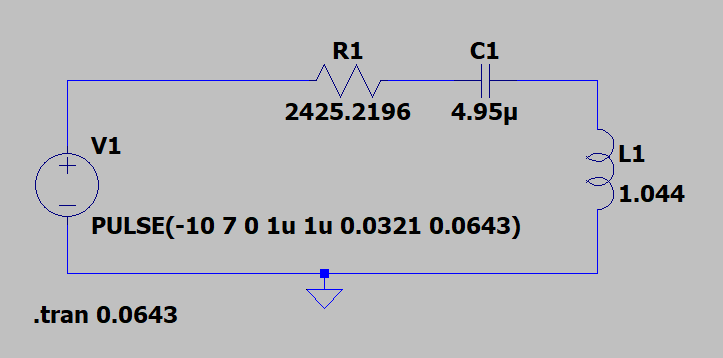 R1
C1
2425.2196
4.95µ
V1
L1
1.044
PULSE(-10 7 0 1u 1u 0.0321 0.0643)
.tran 0.0643